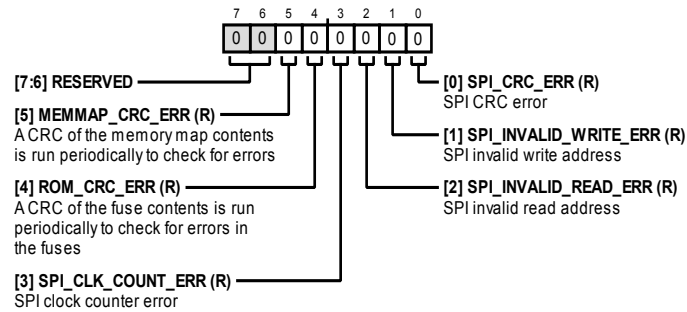 7 6 5 4 3 2 1 0
0 0 0 0 0 0 0 0
[7:6] RESERVED
[5] MEMMAP_CRC_ERR (R)
A CRC of the memory map contents
is run periodically to check for errors
[4] ROM_CRC_ERR (R)
A CRC of the fuse contents is run
periodically to check for errors in
the fuses
[3] SPI_CLK_COUNT_ERR (R)
SPI clock counter error
[0] SPI_CRC_ERR (R)
SPI CRC error
[1] SPI_INVALID_WRITE_ERR (R)
SPI invalid write address
[2] SPI_INVALID_READ_ERR (R)
SPI invalid read address